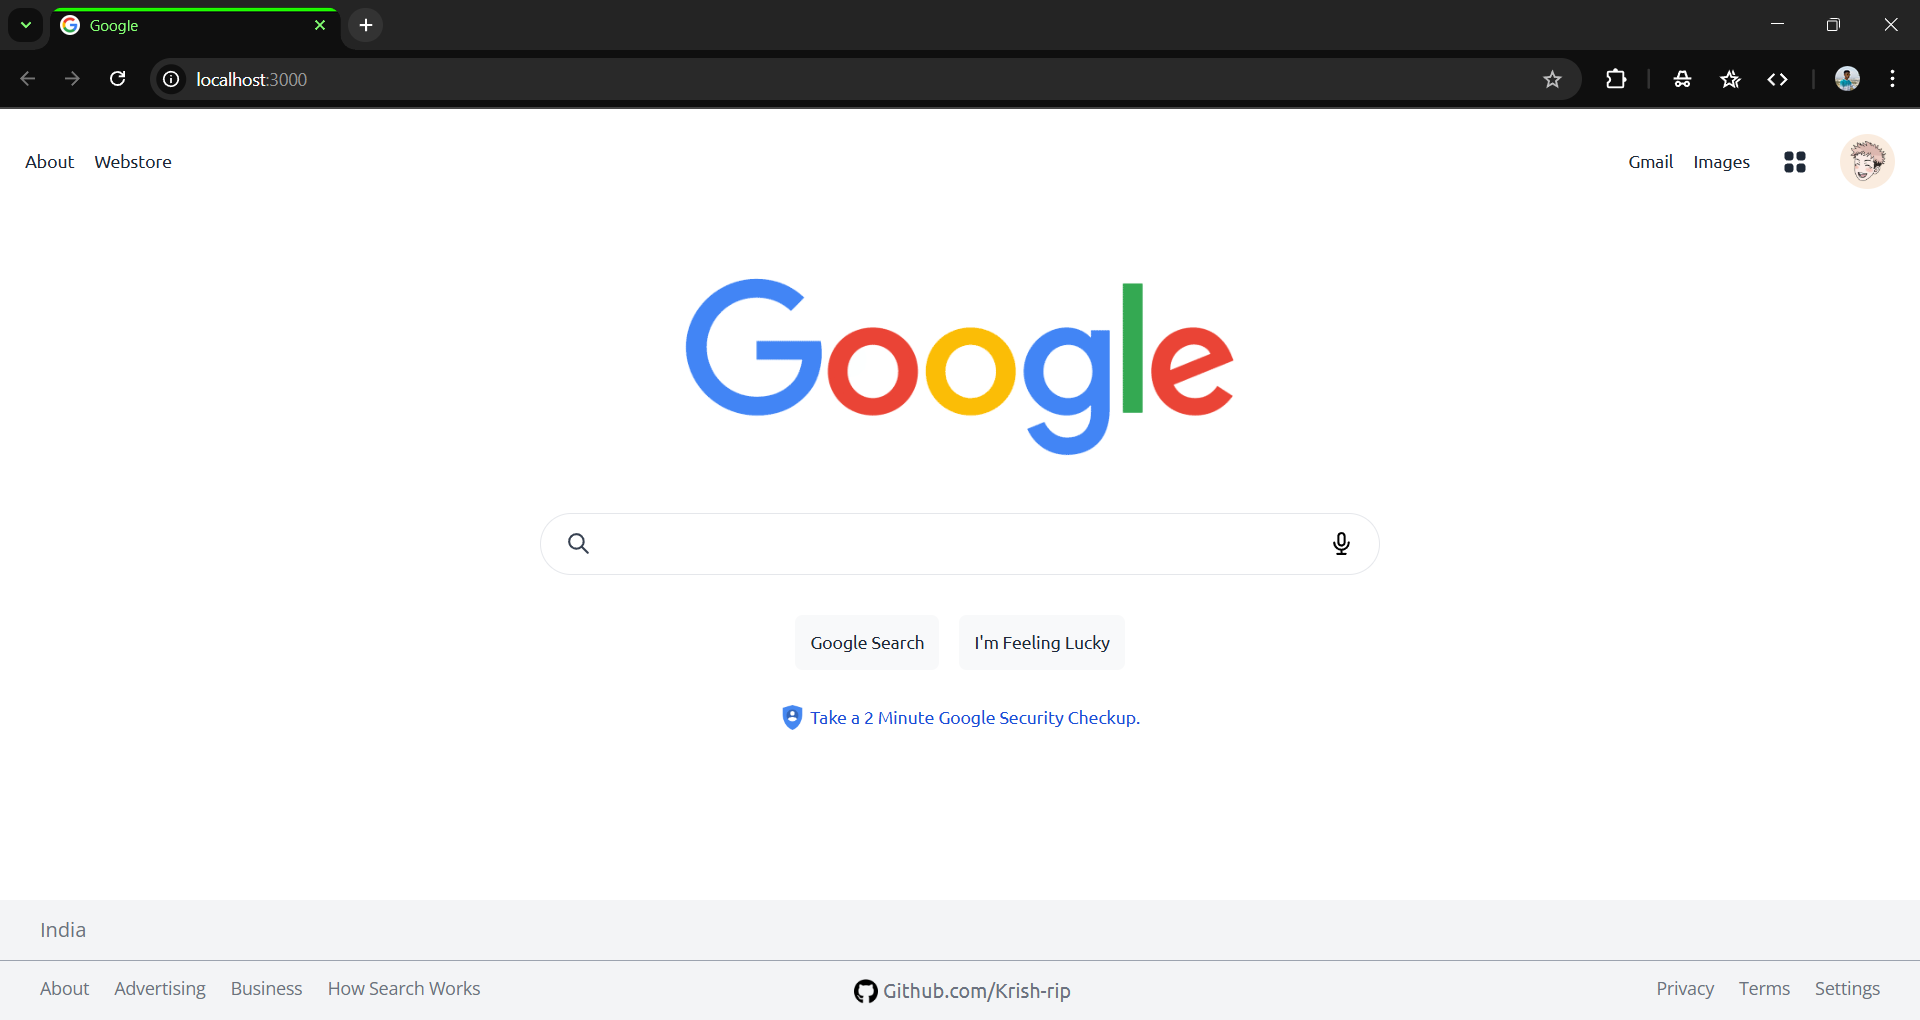 Google
localhost:3000
About Webstore
Gmail Images
Google
Google Search
I'm Feeling Lucky
Take a 2 Minute Google Security Checkup.
India
About Advertising Business How Search Works
Github.com/Krish-rip
Privacy Terms Settings